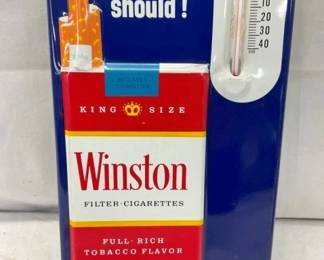 should!
10
20
30
40
KING SIZE
Winston
FILTER-CIGARETTES
FULL-RICH
TOBACCO FLAVOR